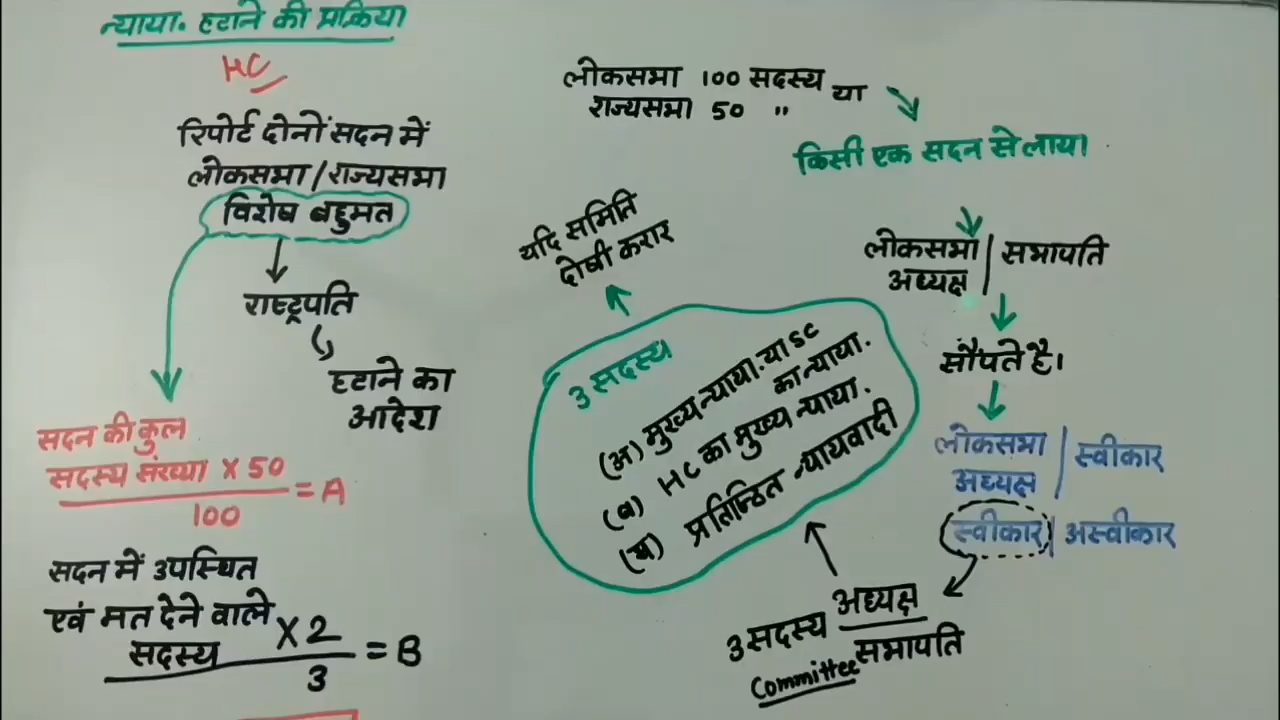 न्याया. हटाने की प्रक्रिया
HC
रिपोर्ट दोनों सदन में
लोकसभा/राज्यसभा
विशेष बहुमत
राष्ट्रपति
हटाने का
आदेश
सदन की कुल
सदस्य संख्या x 50
100
= A
सदन में उपस्थित
एवं मत देने वाले
सदस्य
x 2
3
= B
लोकसभा 100 सदस्य या
राज्यसभा 50 "
किसी एक सदन से लाय।
लोकसभा | सभापति
अध्यक्ष
सौंपते है।
लोकसभा | स्वीकार
अध्यक्ष
स्वीकार | अस्वीकार
3 सदस्य अध्यक्ष
सभापति
Committee
3 सदस्य
(अ) मुख्य न्याया. या SC
का न्याया.
(ब) HC का मुख्य न्याया.
(स) प्रतिष्ठित न्यायवादी
यदि समिति
दोषी करार